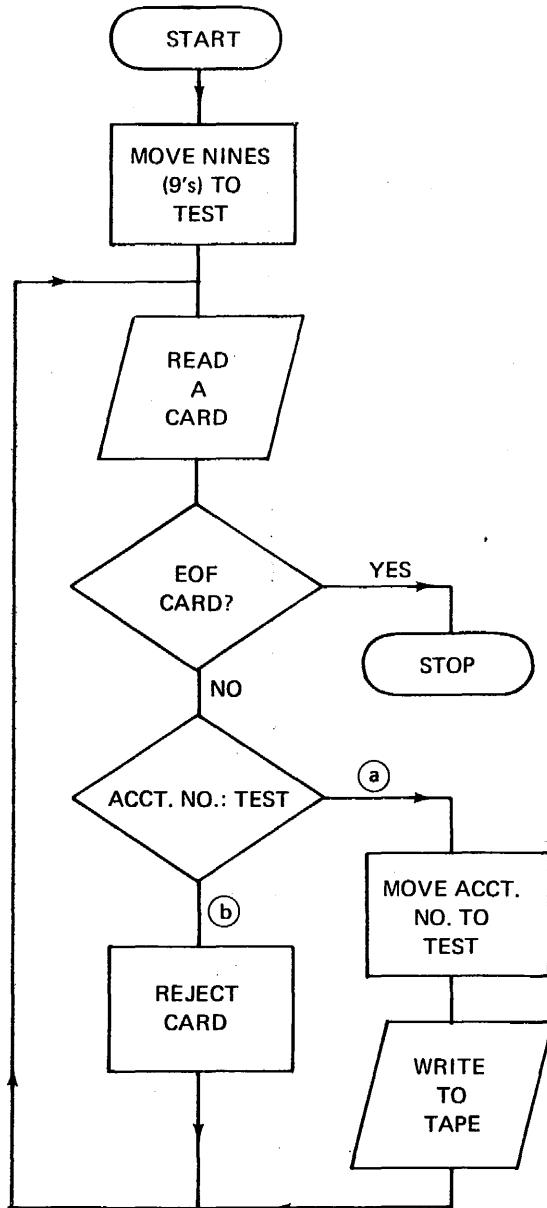 START
MOVE NINES
(9's) TO
TEST
READ
A
CARD
EOF
CARD?
YES
STOP
NO
ACCT. NO.: TEST
a
MOVE ACCT.
NO. TO
TEST
b
REJECT
CARD
WRITE
TO
TAPE